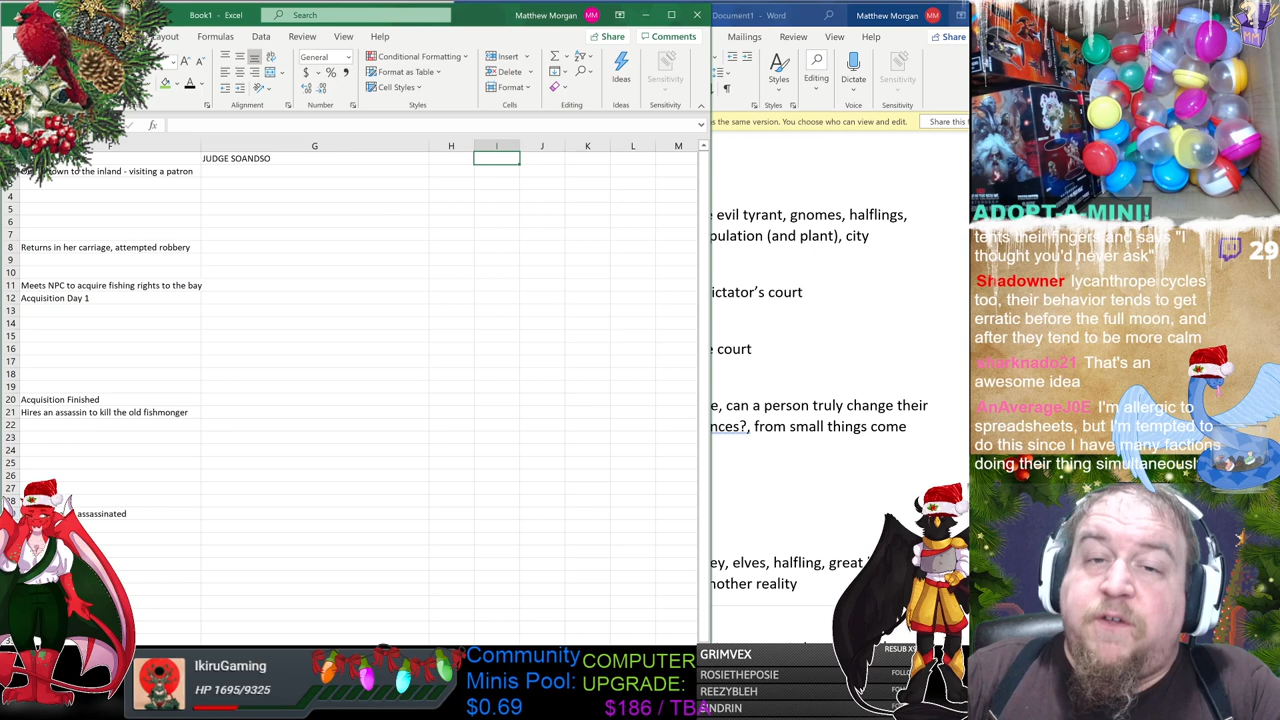 Book1 - Excel
Search
Matthew Morgan
MM
Document1 - Word
Matthew Morgan
MM
Layout
Formulas
Data
Review
View
Help
Share
Comments
Mailings
Review
View
Help
Share
General
Conditional Formatting
Format as Table
Cell Styles
Insert
Delete
Format
Ideas
Sensitivity
Styles
Editing
Dictate
Sensitivity
Alignment
Number
Styles
Cells
Editing
Ideas
Sensitivity
Styles
Voice
Sensitivity
fx
s the same version. You choose who can view and edit.
Share this
G
H
I
J
K
L
M
JUDGE SOANDSO
own to the inland - visiting a patron
4
5
6
7
8 Returns in her carriage, attempted robbery
9
10
11 Meets NPC to acquire fishing rights to the bay
12 Acquisition Day 1
13
14
15
16
17
18
19
20 Acquisition Finished
21 Hires an assassin to kill the old fishmonger
22
23
24
25
26
27
assassinated
evil tyrant, gnomes, halflings,
pulation (and plant), city
ictator's court
court
e, can a person truly change their
nces?, from small things come
ey, elves, halfling, great
nother reality
MM
ADOPT-A-MINI!
29
tents their fingers and says "I
thought you'd never ask"
Shadowner lycanthrope cycles
too, their behavior tends to get
erratic before the full moon, and
after they tend to be more calm
sharknado21 That's an
awesome idea
AnAverageJ0E I'm allergic to
spreadsheets, but I'm tempted to
do this since I have many factions
doing their thing simultaneousl
IkiruGaming
HP 1695/9325
Community
Minis Pool:
$0.69
COMPUTER
UPGRADE:
$186 / TB
GRIMVEX
RESUB X9
ROSIETHEPOSIE
FOLL
REEZYBLEH
FOLL
ANDRIN